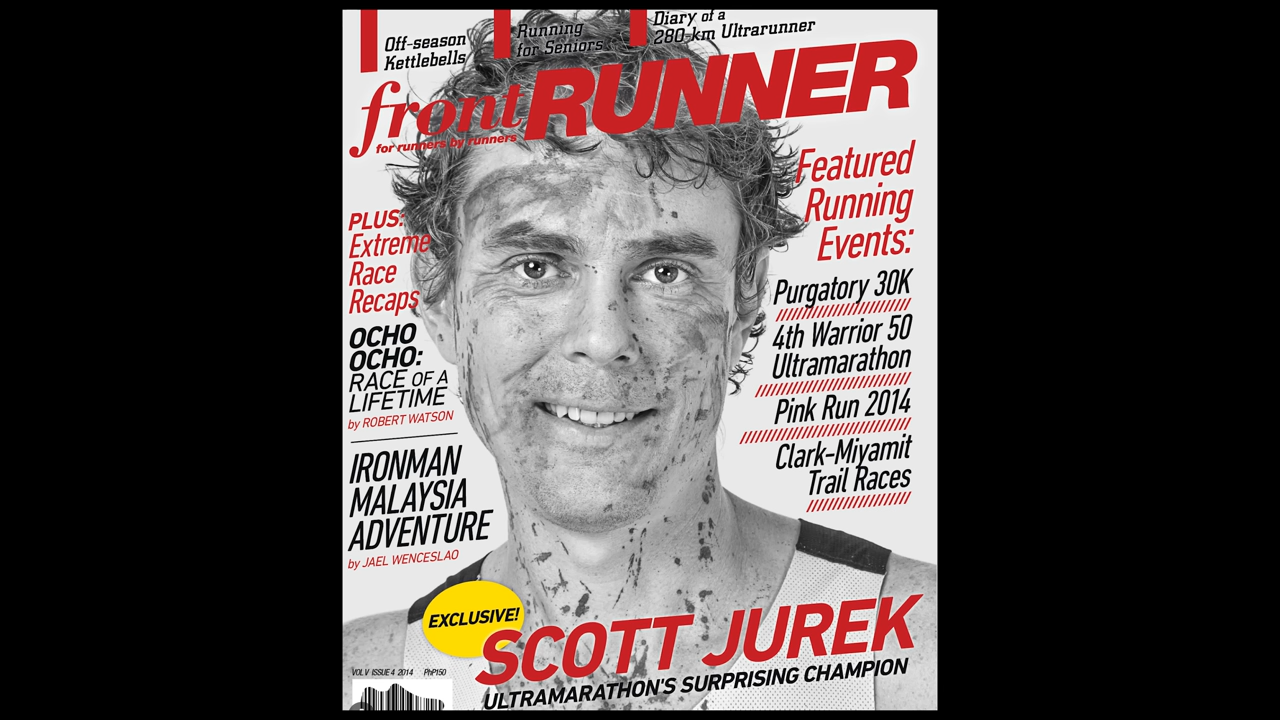 Off-season
Kettlebells
Running
for Seniors
Diary of a
280-km Ultrarunner
frontRUNNER
for runners by runners
Featured
Running
Events:
Purgatory 30K
4th Warrior 50
Ultramarathon
Pink Run 2014
Clark-Miyamit
Trail Races
PLUS:
Extreme
Race
Recaps
OCHO
OCHO:
RACE OF A
LIFETIME
by ROBERT WATSON
IRONMAN
MALAYSIA
ADVENTURE
by JAEL WENCESLAO
EXCLUSIVE!
SCOTT JUREK
ULTRAMARATHON'S SURPRISING CHAMPION
VOL V ISSUE 4 2014 PhP150